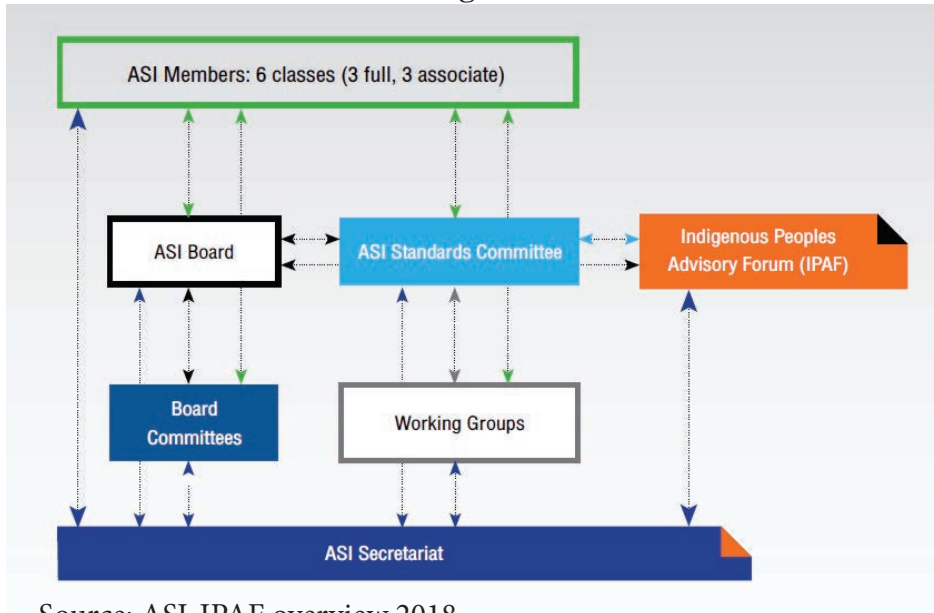 ASI Members: 6 classes (3 full, 3 associate)
ASI Board
ASI Standards Committee
Indigenous Peoples
Advisory Forum (IPAF)
Board
Committees
Working Groups
ASI Secretariat